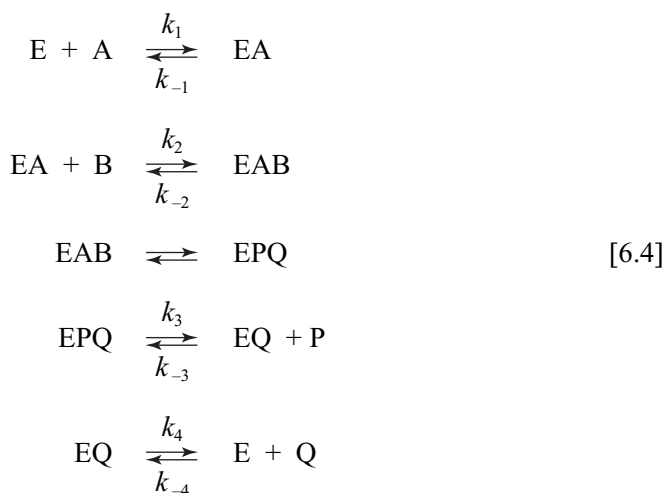 k₁
E + A ⇌ EA
k₋₁
k₂
EA + B ⇌ EAB
k₋₂
EAB ⇌ EPQ [6.4]
k₃
EPQ ⇌ EQ + P
k₋₃
k₄
EQ ⇌ E + Q
k₋₄